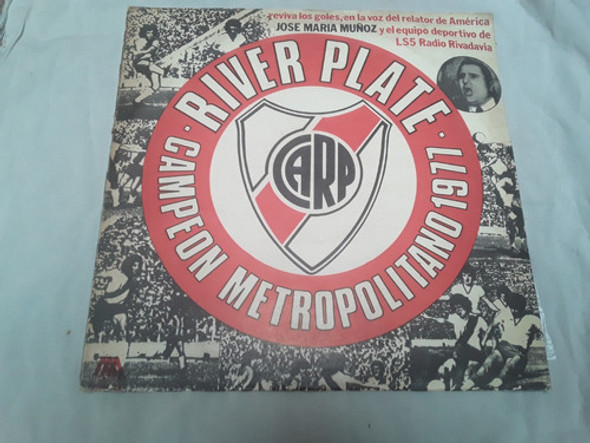 reviva los goles, en la voz del relator de América
JOSE MARIA MUÑOZ y el equipo deportivo de
LS5 Radio Rivadavia
· RIVER PLATE ·
CAMPEON METROPOLITANO 1977
CARP